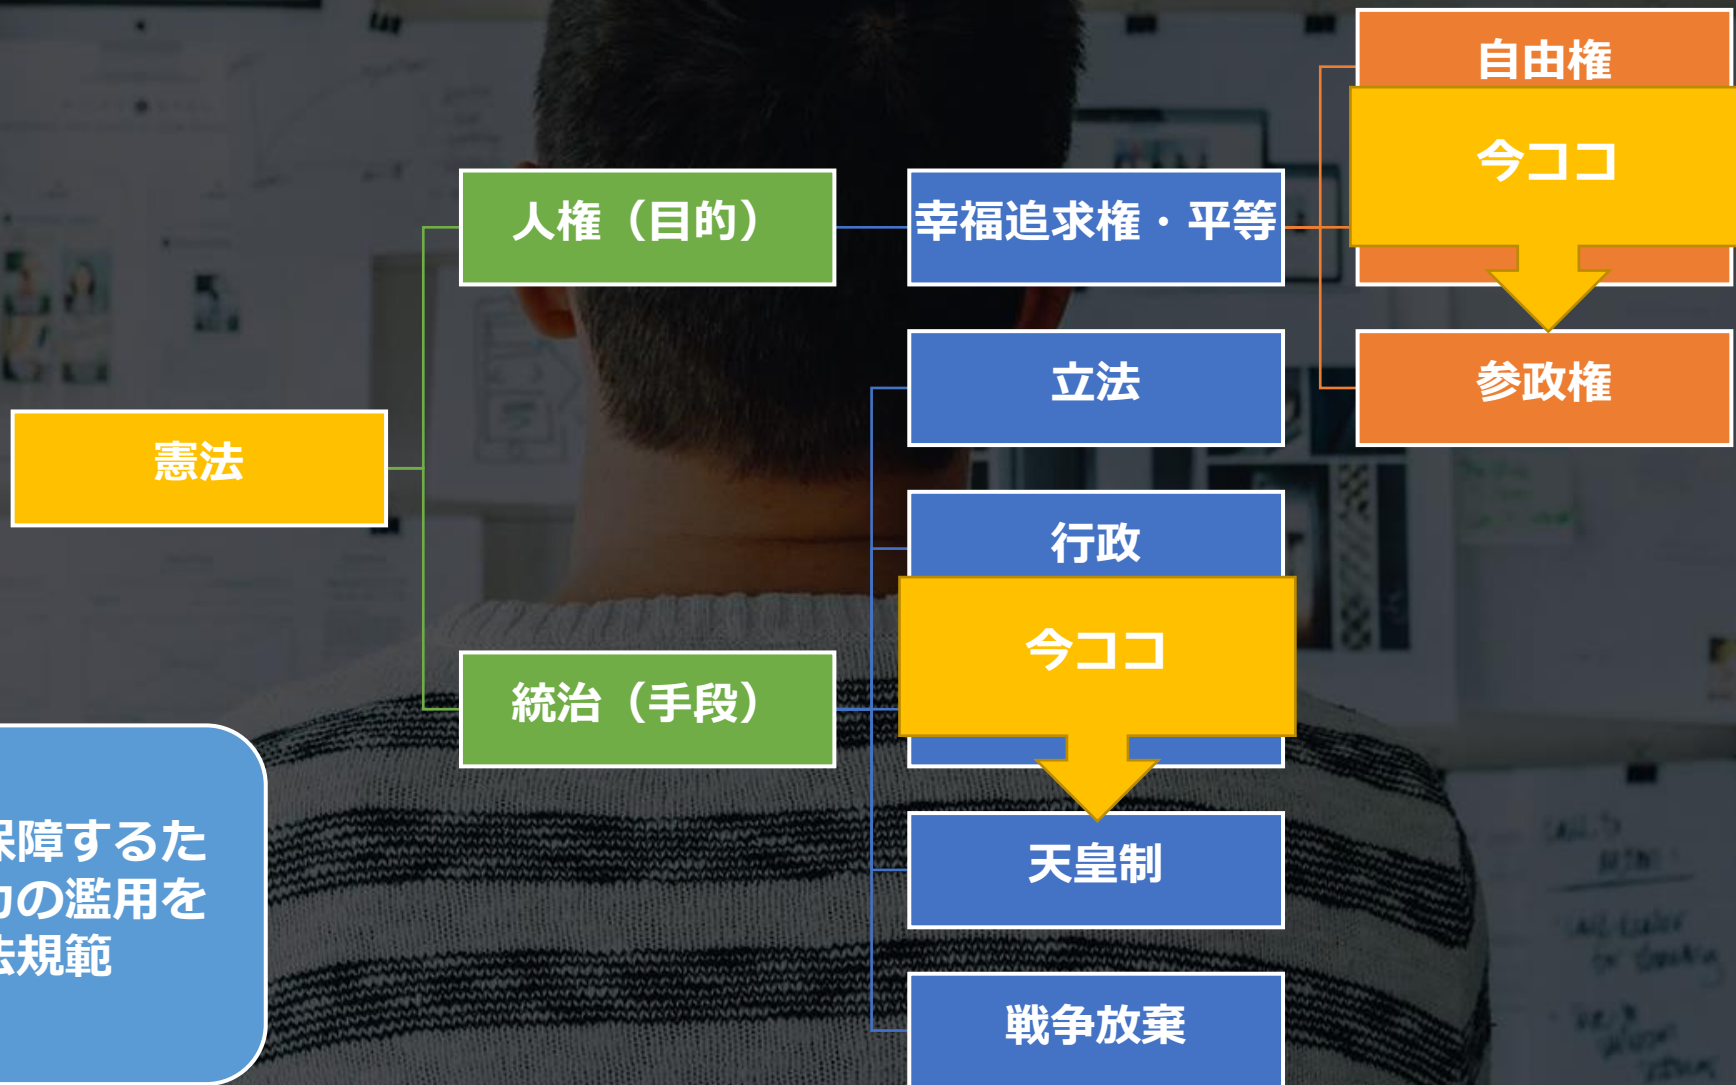 憲法
人権（目的）
統治（手段）
幸福追求権・平等
立法
行政
今ココ
天皇制
戦争放棄
自由権
今ココ
参政権
保障するた
の濫用を
法規範